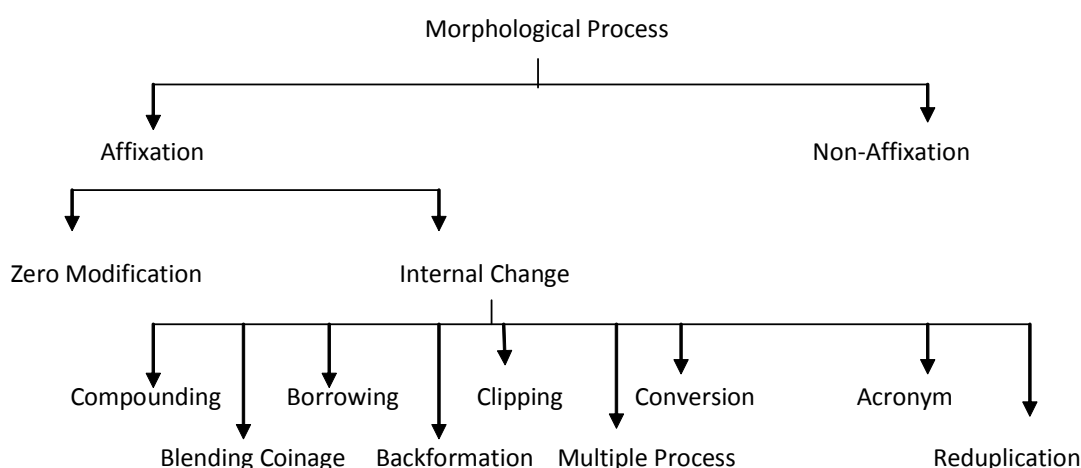 Morphological Process
Affixation Non-Affixation
Zero Modification Internal Change
Compounding Borrowing Clipping Conversion Acronym
Blending Coinage Backformation Multiple Process Reduplication